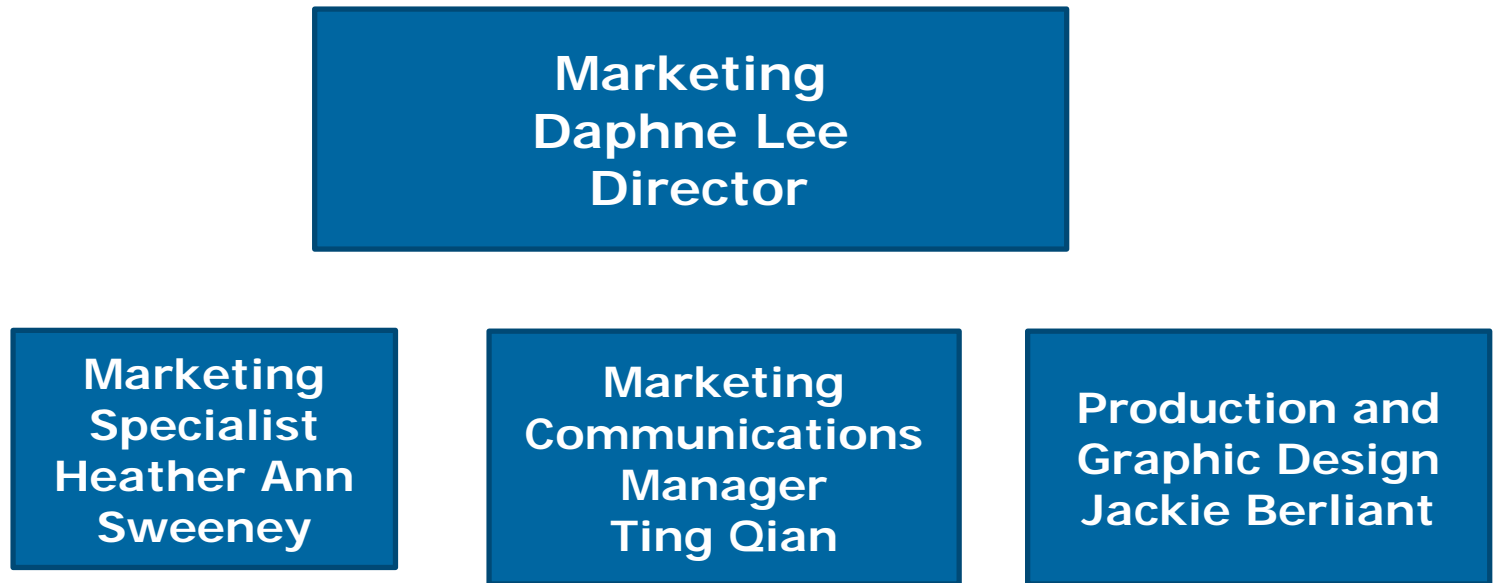 Marketing
Daphne Lee
Director
Marketing
Specialist
Heather Ann
Sweeney
Marketing
Communications
Manager
Ting Qian
Production and
Graphic Design
Jackie Berliant